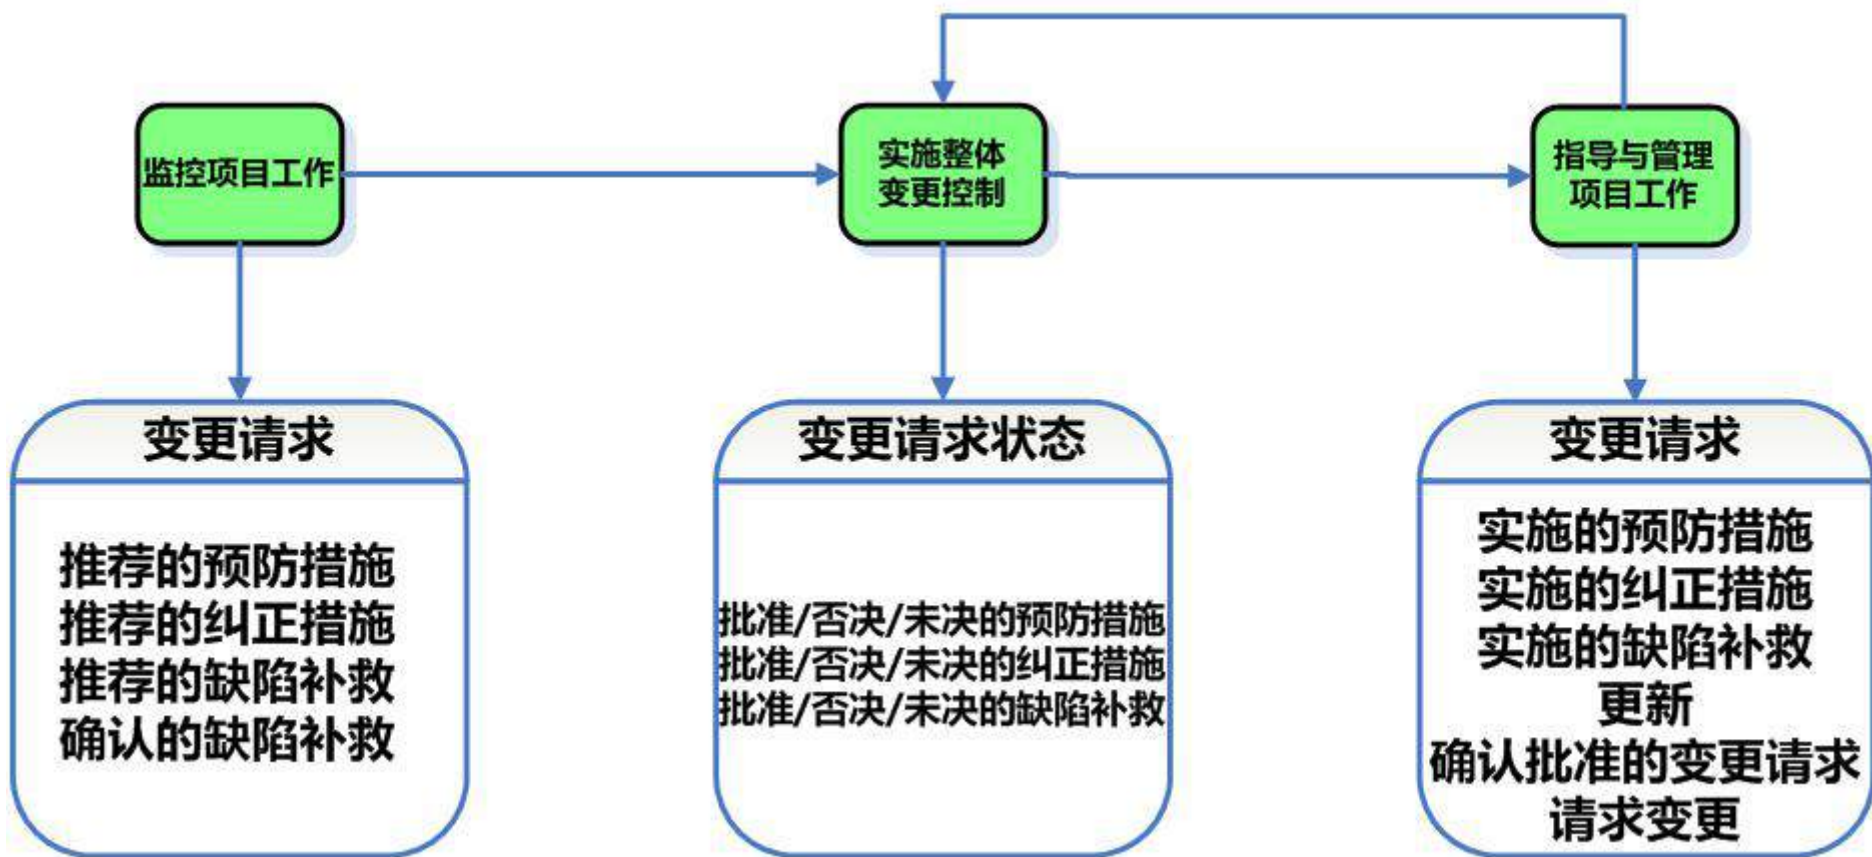 监控项目工作
实施整体
变更控制
指导与管理
项目工作
变更请求
推荐的预防措施
推荐的纠正措施
推荐的缺陷补救
确认的缺陷补救
变更请求状态
批准/否决/未决的预防措施
批准/否决/未决的纠正措施
批准/否决/未决的缺陷补救
变更请求
实施的预防措施
实施的纠正措施
实施的缺陷补救
更新
确认批准的变更请求
请求变更